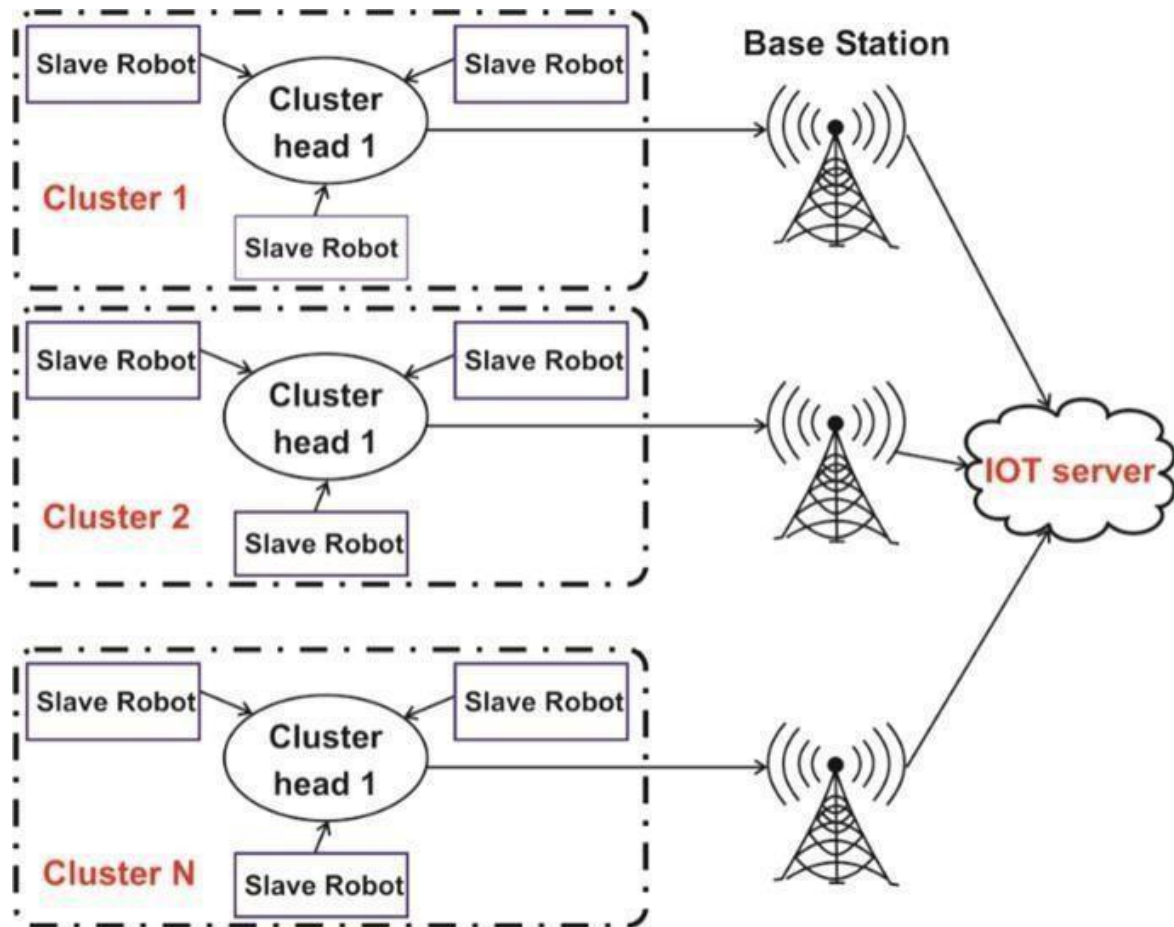 Slave Robot
Slave Robot
Base Station
Cluster
head 1
Cluster 1
Slave Robot
Slave Robot
Slave Robot
Cluster
head 1
IOT server
Cluster 2
Slave Robot
Slave Robot
Slave Robot
Cluster
head 1
Cluster N
Slave Robot